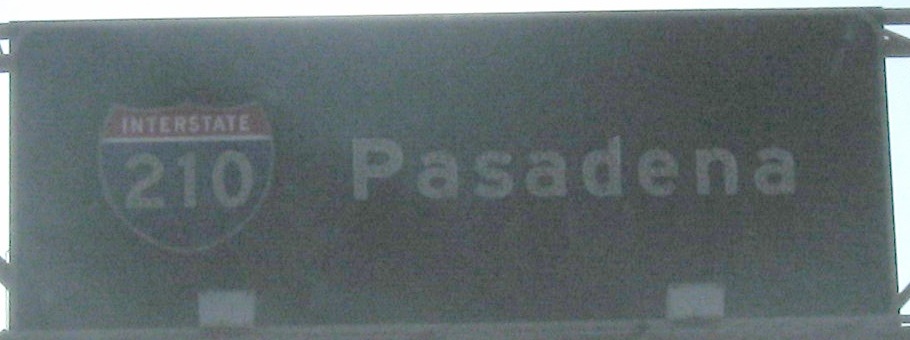 INTERSTATE
210
Pasadena